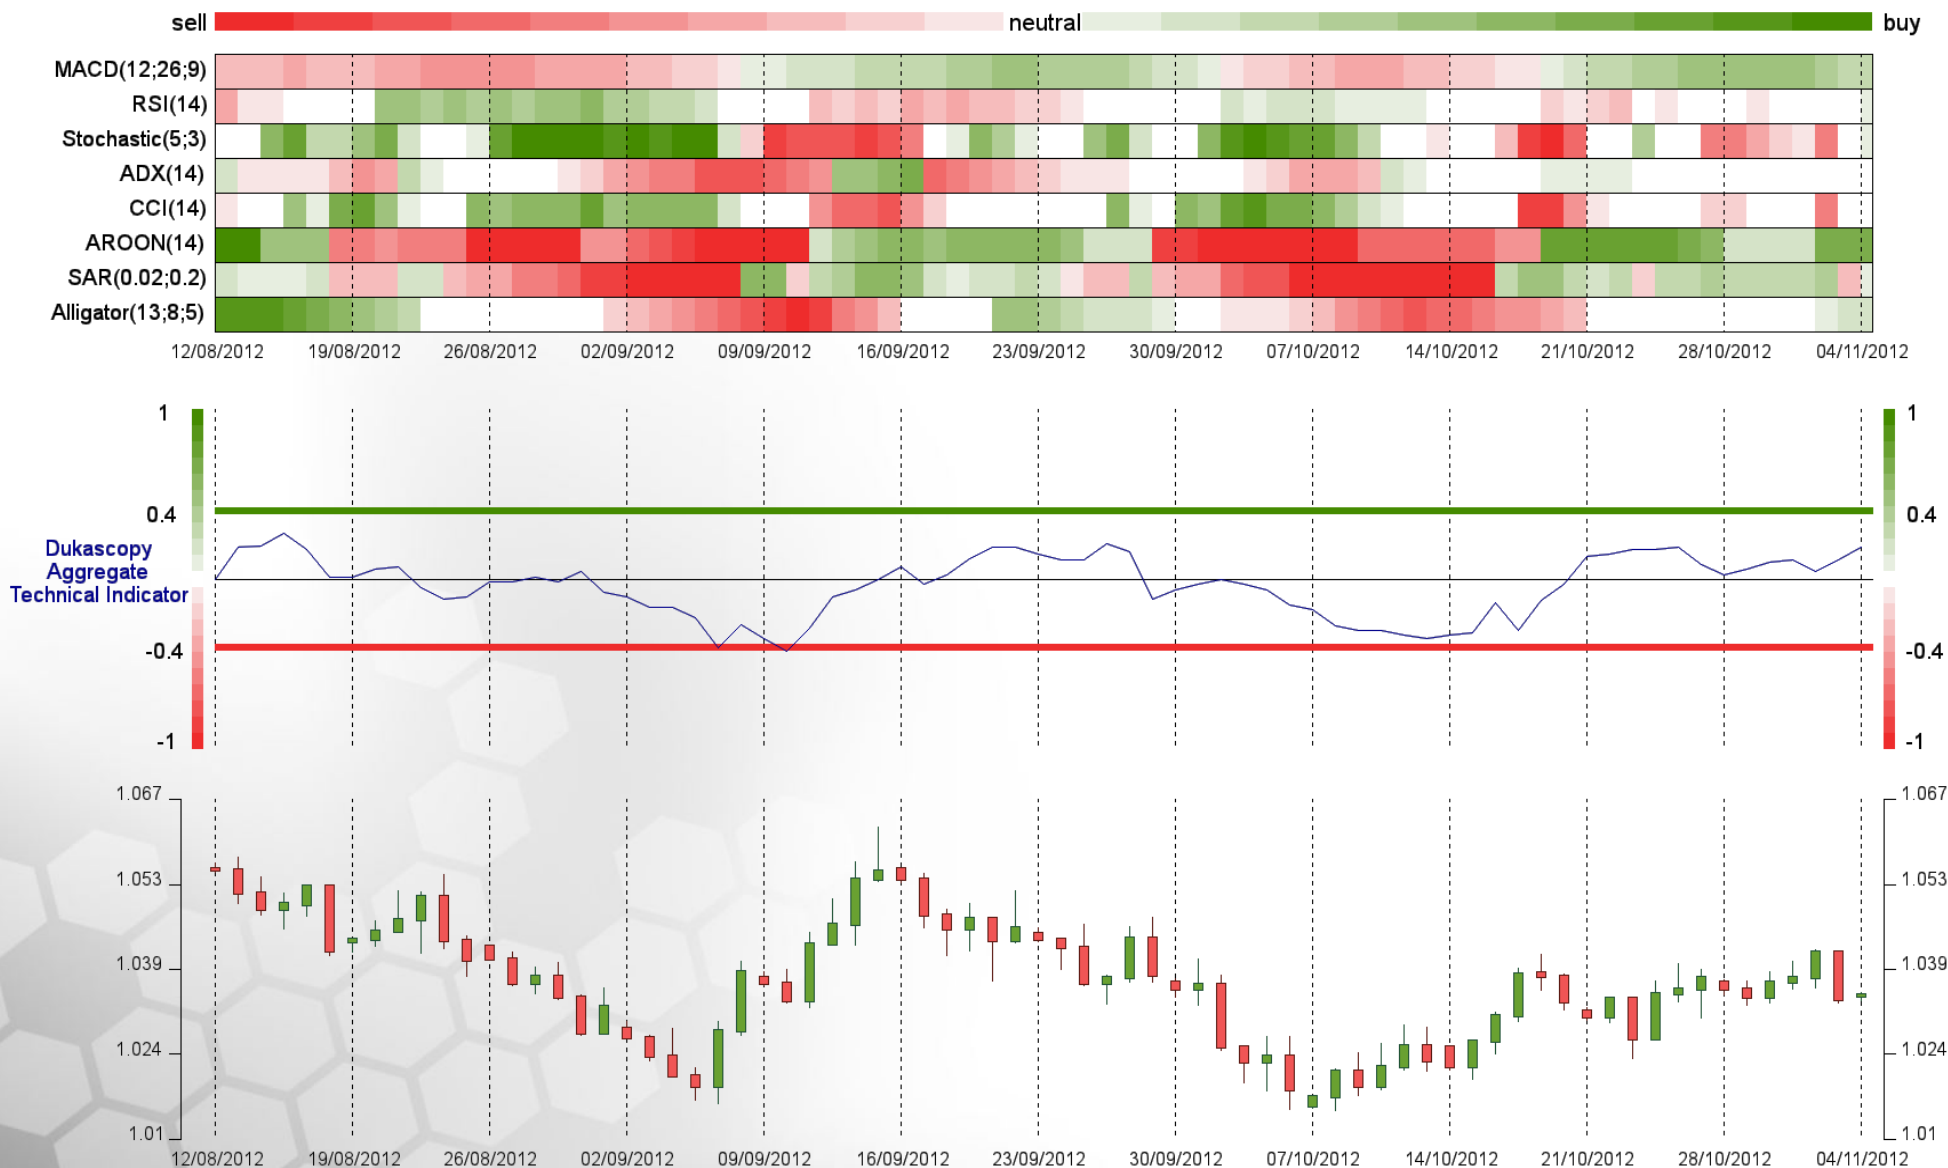 sell neutral buy
MACD(12;26;9)
RSI(14)
Stochastic(5;3)
ADX(14)
CCI(14)
AROON(14)
SAR(0.02;0.2)
Alligator(13;8;5)
12/08/2012 19/08/2012 26/08/2012 02/09/2012 09/09/2012 16/09/2012 23/09/2012 30/09/2012 07/10/2012 14/10/2012 21/10/2012 28/10/2012 04/11/2012
1 1
0.4 0.4
Dukascopy
Aggregate
Technical Indicator
-0.4 -0.4
-1 -1
1.067 1.067
1.053 1.053
1.039 1.039
1.024 1.024
1.01 1.01
12/08/2012 19/08/2012 26/08/2012 02/09/2012 09/09/2012 16/09/2012 23/09/2012 30/09/2012 07/10/2012 14/10/2012 21/10/2012 28/10/2012 04/11/2012